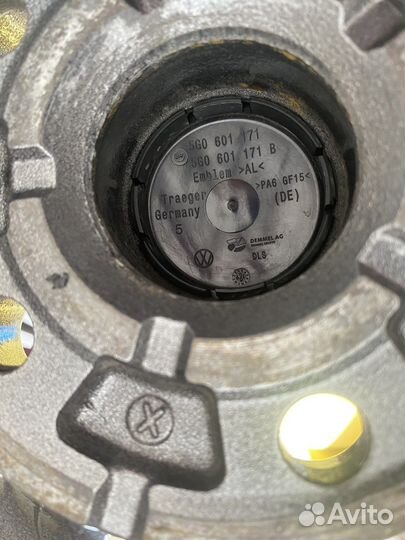 5G0 601 171
5G0 601 171 B
Emblem >AL<
>PA6 GF15<
Traeger
(DE)
Germany
5
DEMMEL AG
DLS
X
Avito